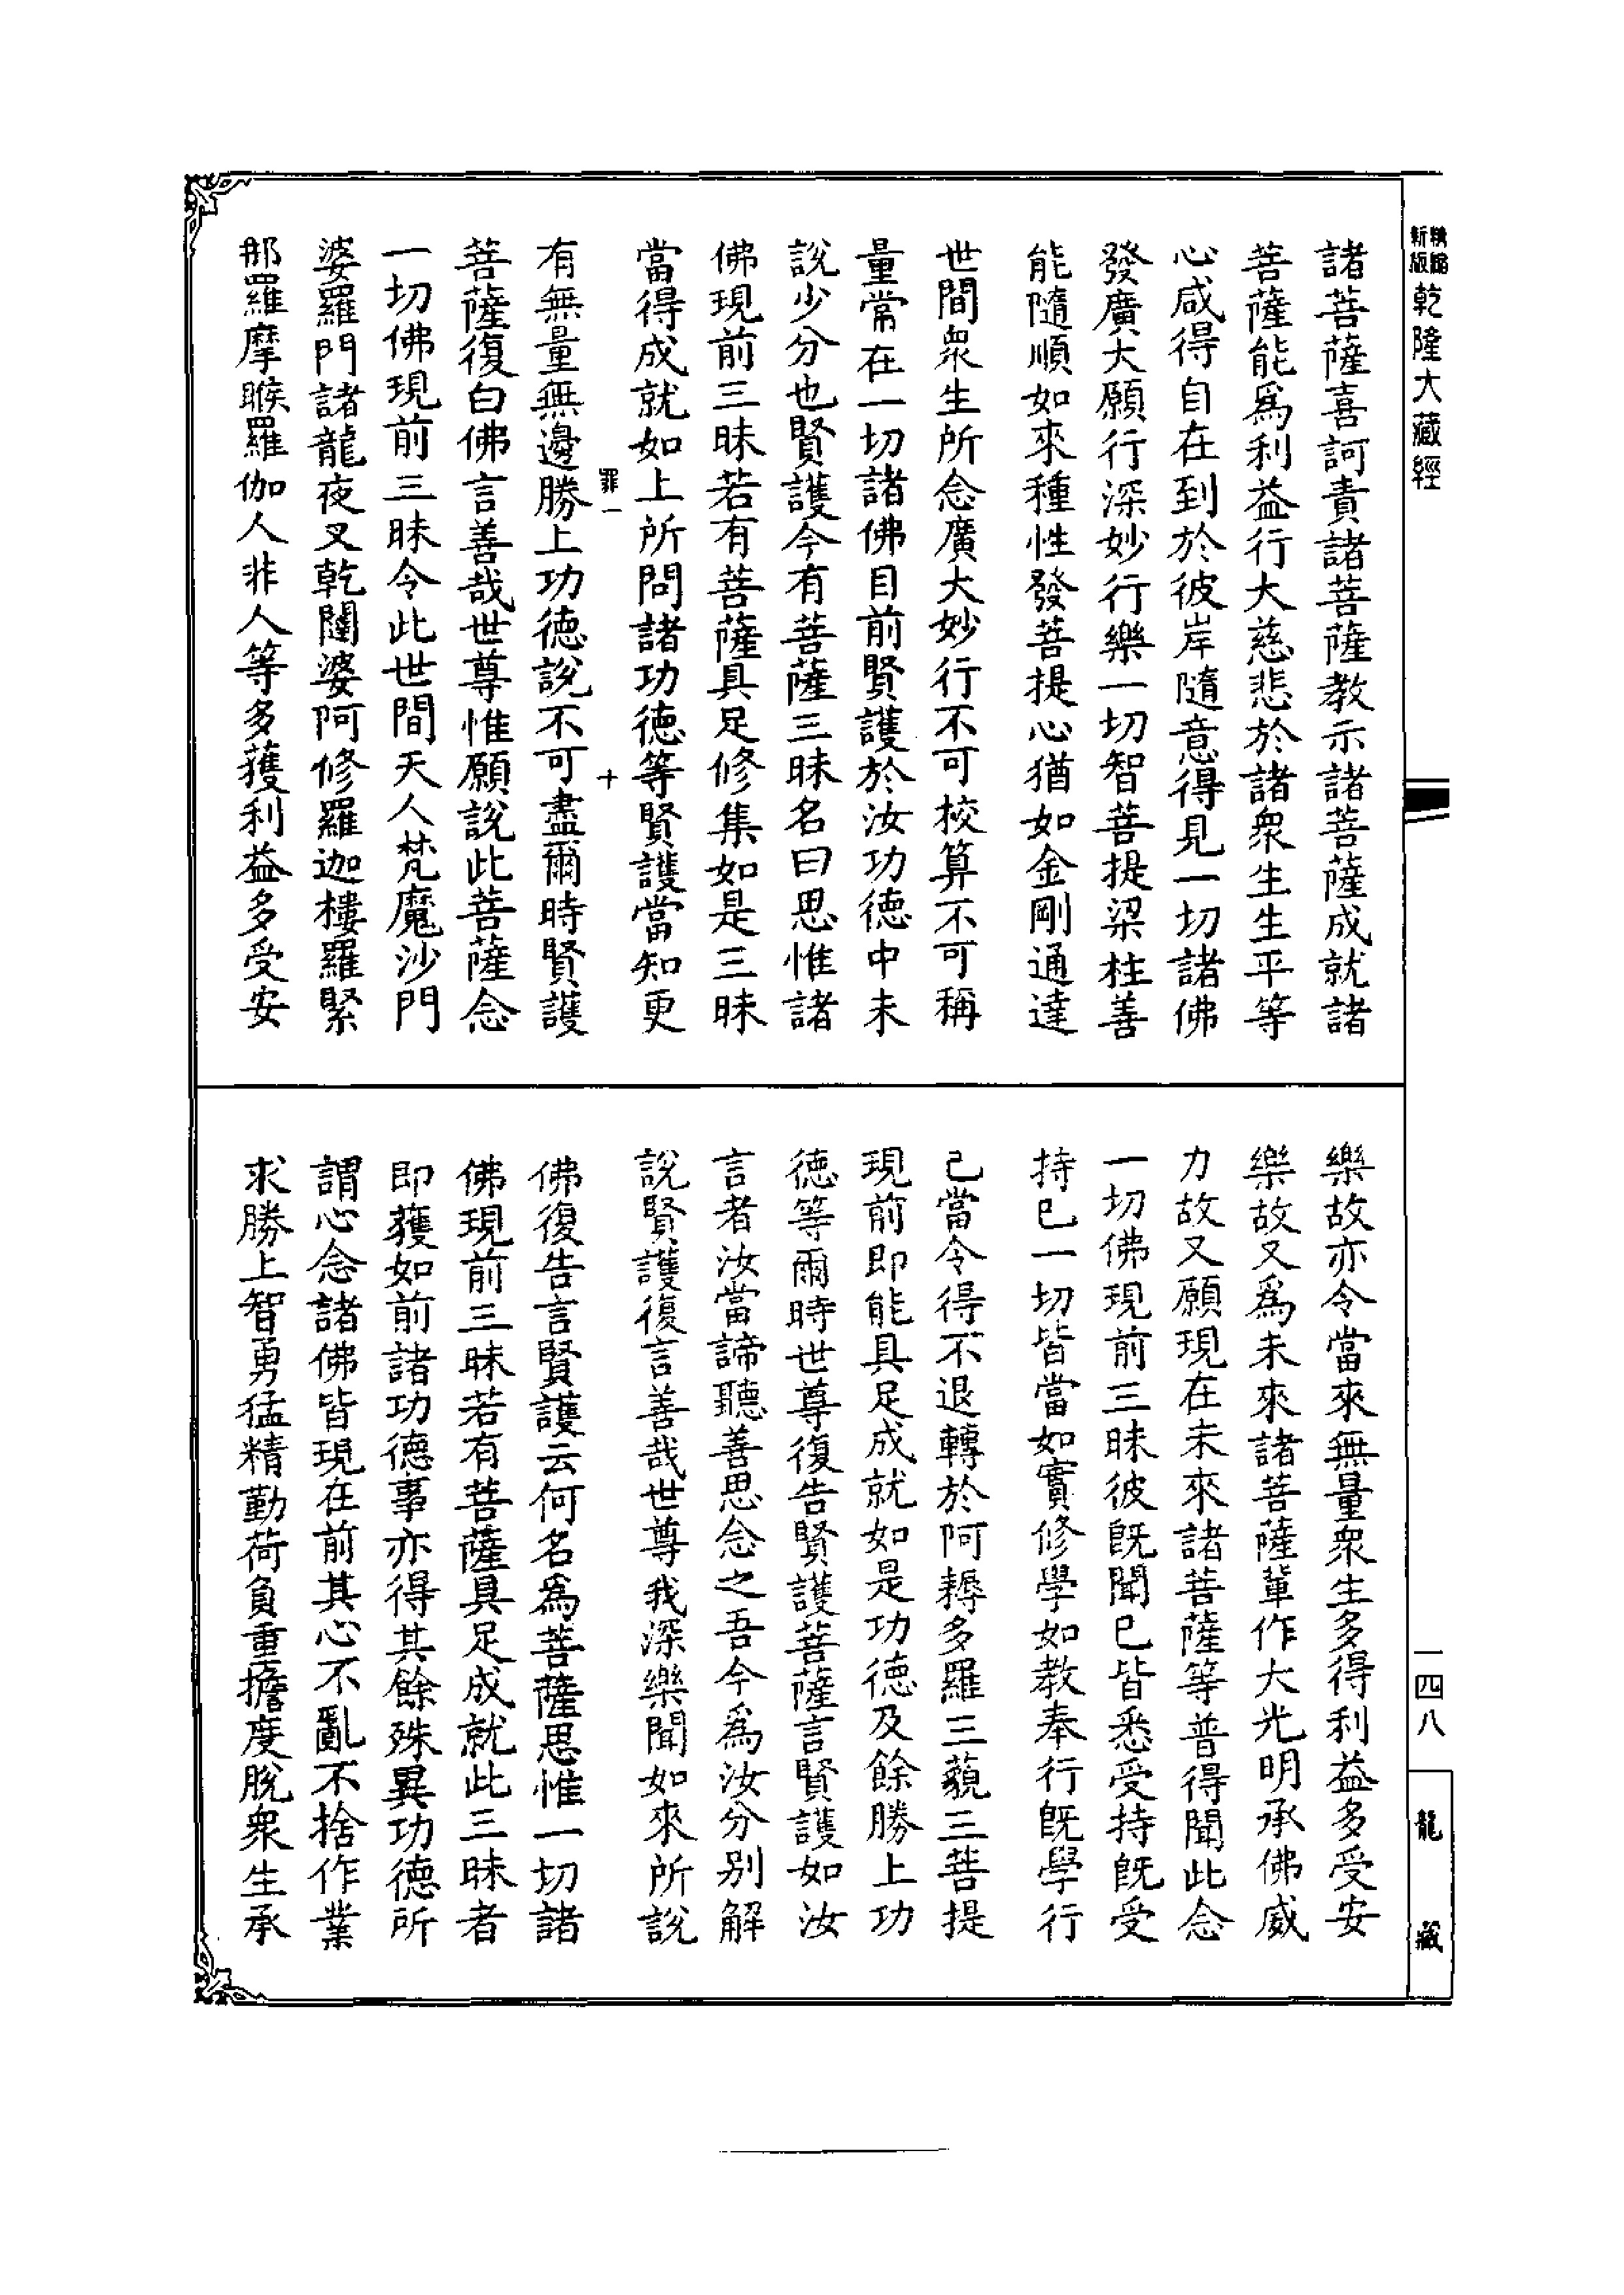 新版精縮乾隆大藏經
諸菩薩喜訶責諸菩薩教示諸菩薩成就諸
菩薩能爲利益行大慈悲於諸衆生生平等
心咸得自在到於彼岸隨意得見一切諸佛
發廣大願行深妙行樂一切智菩提梁柱善
能隨順如來種性發菩提心猶如金剛通達
世間衆生所念廣大妙行不可校算不可稱
量常在一切諸佛目前賢護於汝功德中未
說少分也賢護今有菩薩三昧名曰思惟諸
佛現前三昧若有菩薩具足修集如是三昧
當得成就如上所問諸功德等賢護當知更
罪一 十
有無量無邊勝上功德說不可盡爾時賢護
菩薩復白佛言善哉世尊惟願說此菩薩念
一切佛現前三昧令此世間天人梵魔沙門
婆羅門諸龍夜叉乾闥婆阿修羅迦樓羅緊
那羅摩睺羅伽人非人等多獲利益多受安
樂故亦令當來無量衆生多得利益多受安
樂故又爲未來諸菩薩輩作大光明承佛威
力故又願現在未來諸菩薩等普得聞此念
一切佛現前三昧彼旣聞已皆悉受持旣受
持已一切皆當如實修學如教奉行旣學行
已當令得不退轉於阿耨多羅三藐三菩提
現前即能具足成就如是功德及餘勝上功
德等爾時世尊復告賢護菩薩言賢護如汝
言者汝當諦聽善思念之吾今爲汝分别解
說賢護復言善哉世尊我深樂聞如來所說
佛復告言賢護云何名爲菩薩思惟一切諸
佛現前三昧若有菩薩具足成就此三昧者
即獲如前諸功德事亦得其餘殊異功德所
謂心念諸佛皆現在前其心不亂不捨作業
求勝上智勇猛精勤荷負重擔度脫衆生承
一四八
龍藏